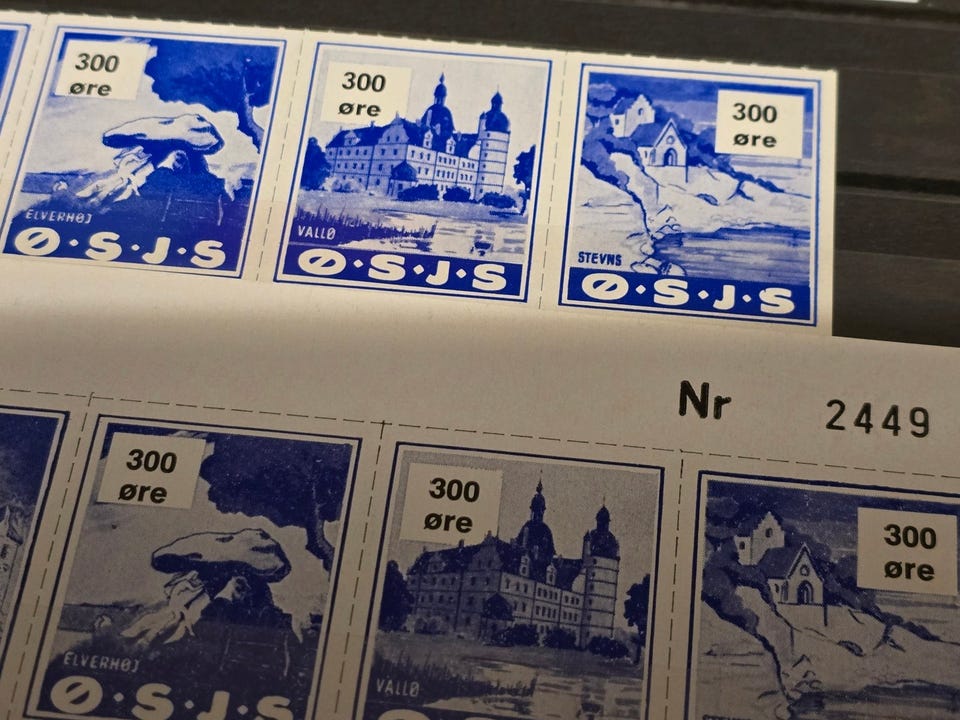 300
øre
ELVERHØJ
Ø·S·J·S
300
øre
VALLØ
Ø·S·J·S
300
øre
STEVNS
Ø·S·J·S
Nr 2449
300
øre
ELVERHØJ
Ø·S·J·S
300
øre
VALLØ
300
øre